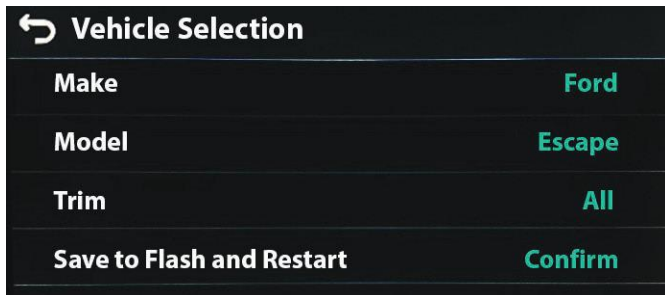 Vehicle Selection
Make Ford
Model Escape
Trim All
Save to Flash and Restart Confirm